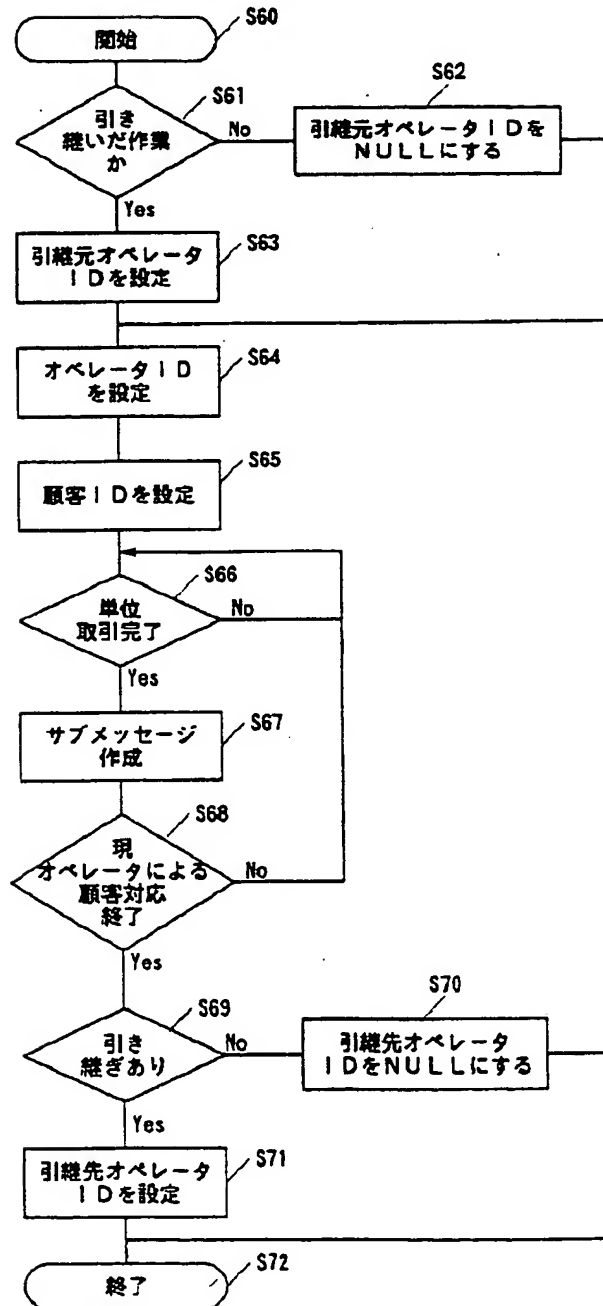 S60
開始
S61
引き
継いだ作業
か
No
Yes
S62
引継元オペレータIDを
NULLにする
S63
引継元オペレータ
IDを設定
S64
オペレータID
を設定
S65
顧客IDを設定
S66
単位
取引完了
No
Yes
S67
サブメッセージ
作成
S68
現
オペレータによる
顧客対応
終了
No
Yes
S69
引き
継ぎあり
No
Yes
S70
引継先オペレータ
IDをNULLにする
S71
引継先オペレータ
IDを設定
S72
終了